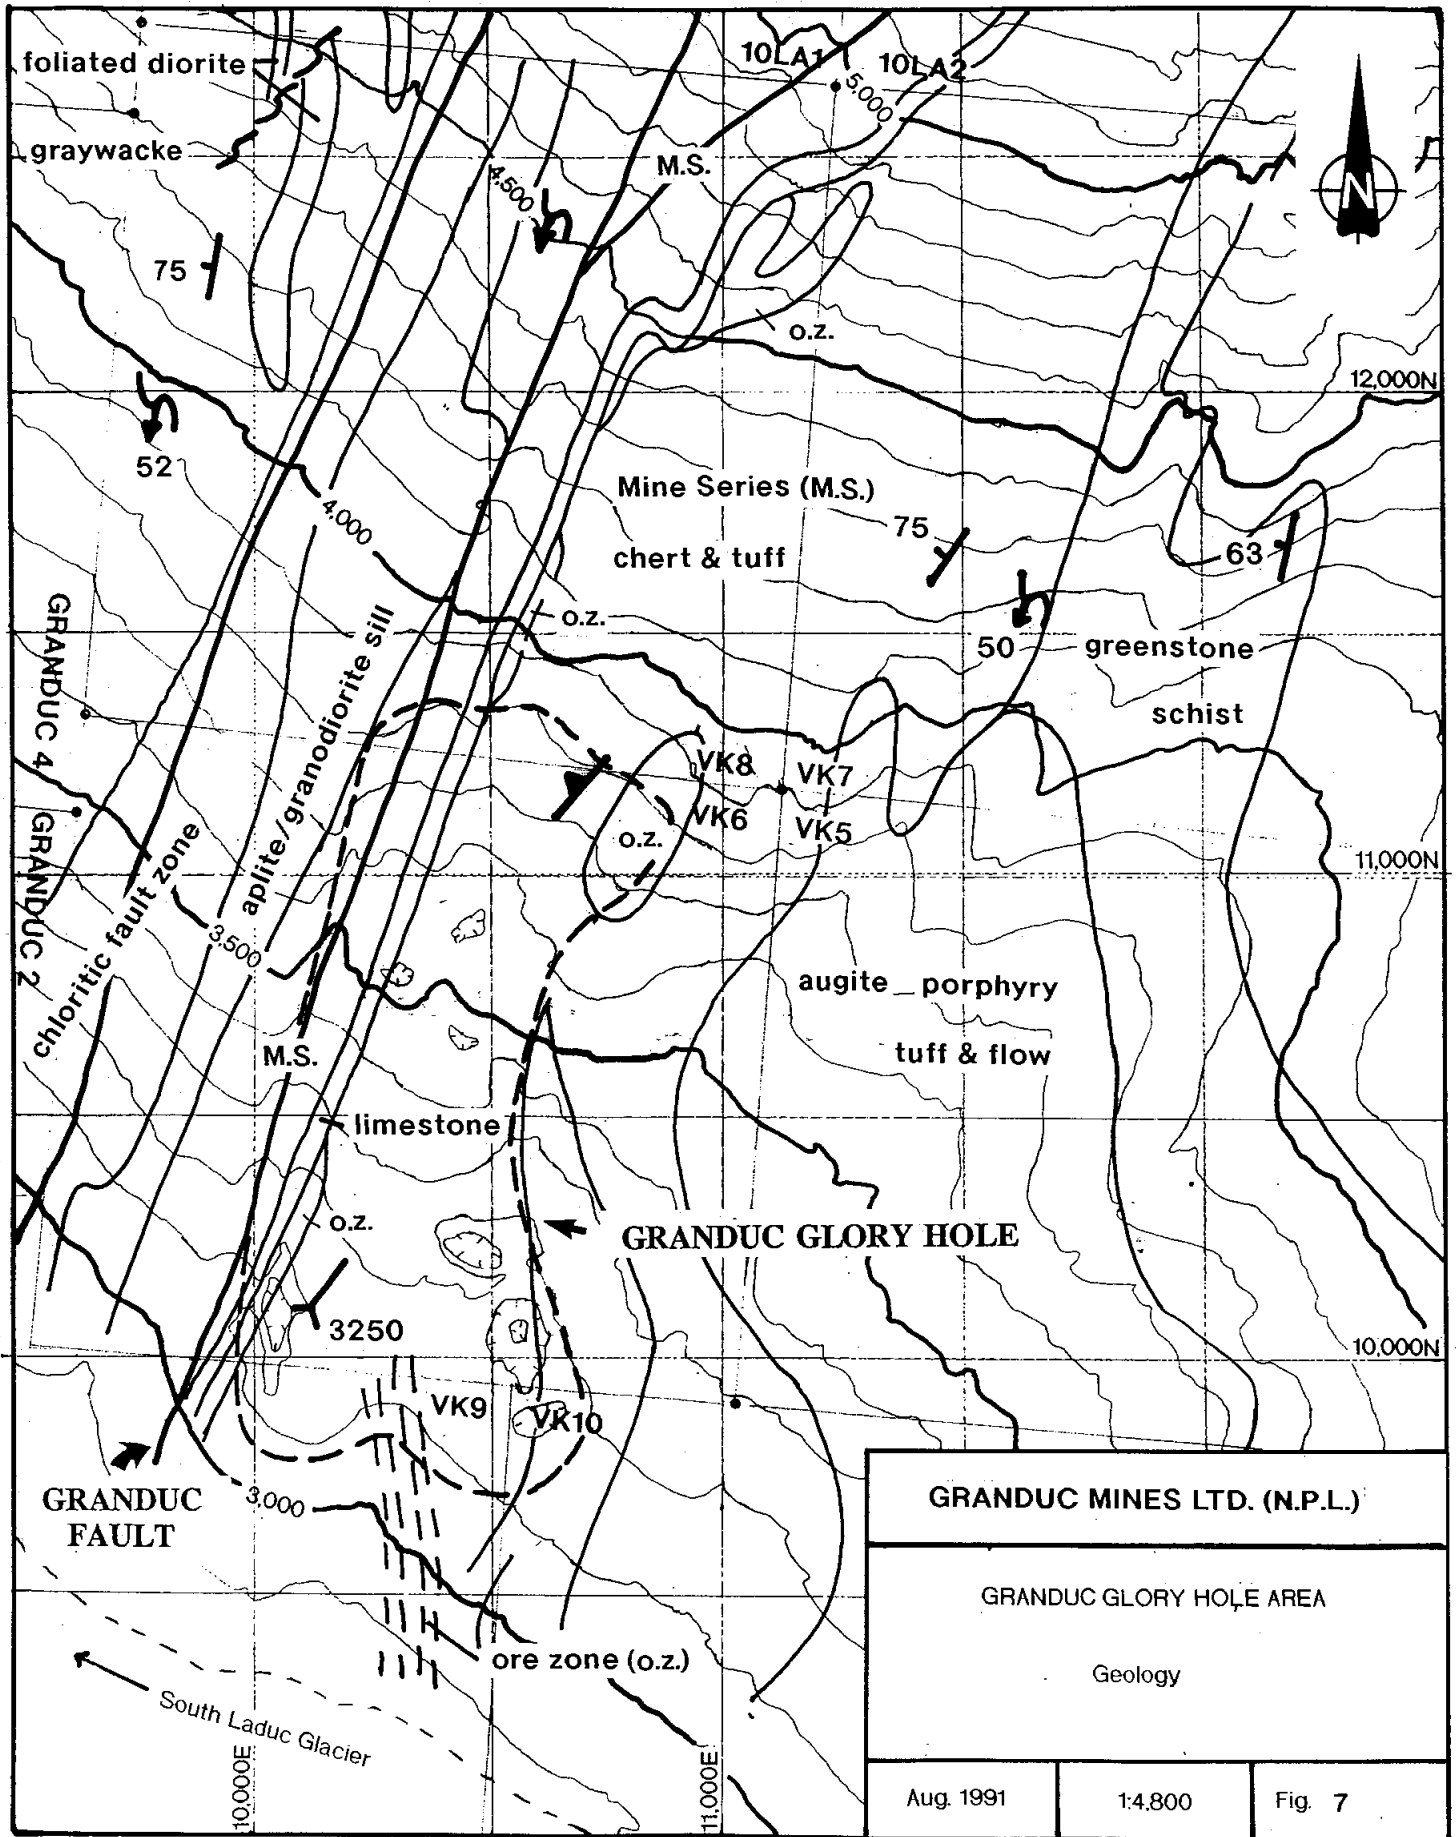 foliated diorite
graywacke
75
52
4,500
10LA1
10LA2
5,000
M.S.
N
o.z.
12,000N
Mine Series (M.S.)
chert & tuff
75
63
50
greenstone
schist
4,000
o.z.
GRANDUC 4
GRANDUC 2
chloritic fault zone
aplite/granodiorite sill
3,500
VK8
VK7
VK6
VK5
o.z.
11,000N
augite porphyry
tuff & flow
M.S.
limestone
o.z.
GRANDUC GLORY HOLE
3250
10,000N
VK9
VK10
GRANDUC
FAULT
3,000
ore zone (o.z.)
South Laduc Glacier
10,000E
11,000E
GRANDUC MINES LTD. (N.P.L.)
GRANDUC GLORY HOLE AREA
Geology
Aug. 1991
1:4,800
Fig. 7